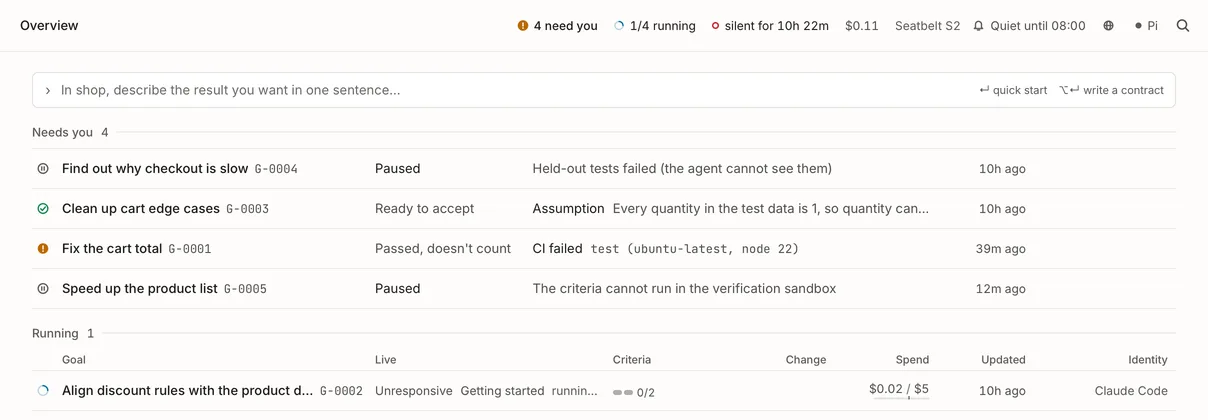 Overview 4 need you 1/4 running silent for 10h 22m $0.11 Seatbelt S2 Quiet until 08:00 Pi
› In shop, describe the result you want in one sentence... ↵ quick start ⌥↵ write a contract
Needs you 4
Find out why checkout is slow G-0004 Paused Held-out tests failed (the agent cannot see them) 10h ago
Clean up cart edge cases G-0003 Ready to accept Assumption Every quantity in the test data is 1, so quantity can... 10h ago
Fix the cart total G-0001 Passed, doesn't count CI failed test (ubuntu-latest, node 22) 39m ago
Speed up the product list G-0005 Paused The criteria cannot run in the verification sandbox 12m ago
Running 1
Goal Live Criteria Change Spend Updated Identity
Align discount rules with the product d... G-0002 Unresponsive Getting started runnin... 0/2 $0.02 / $5 10h ago Claude Code